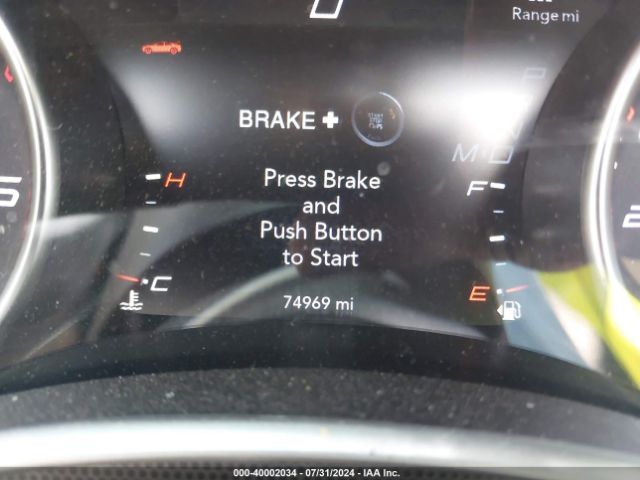 Range mi
P
N
BRAKE +
M D
H
F
Press Brake
and
Push Button
to Start
C
E
74969 mi
000-40002034 - 07/31/2024 - IAA Inc.